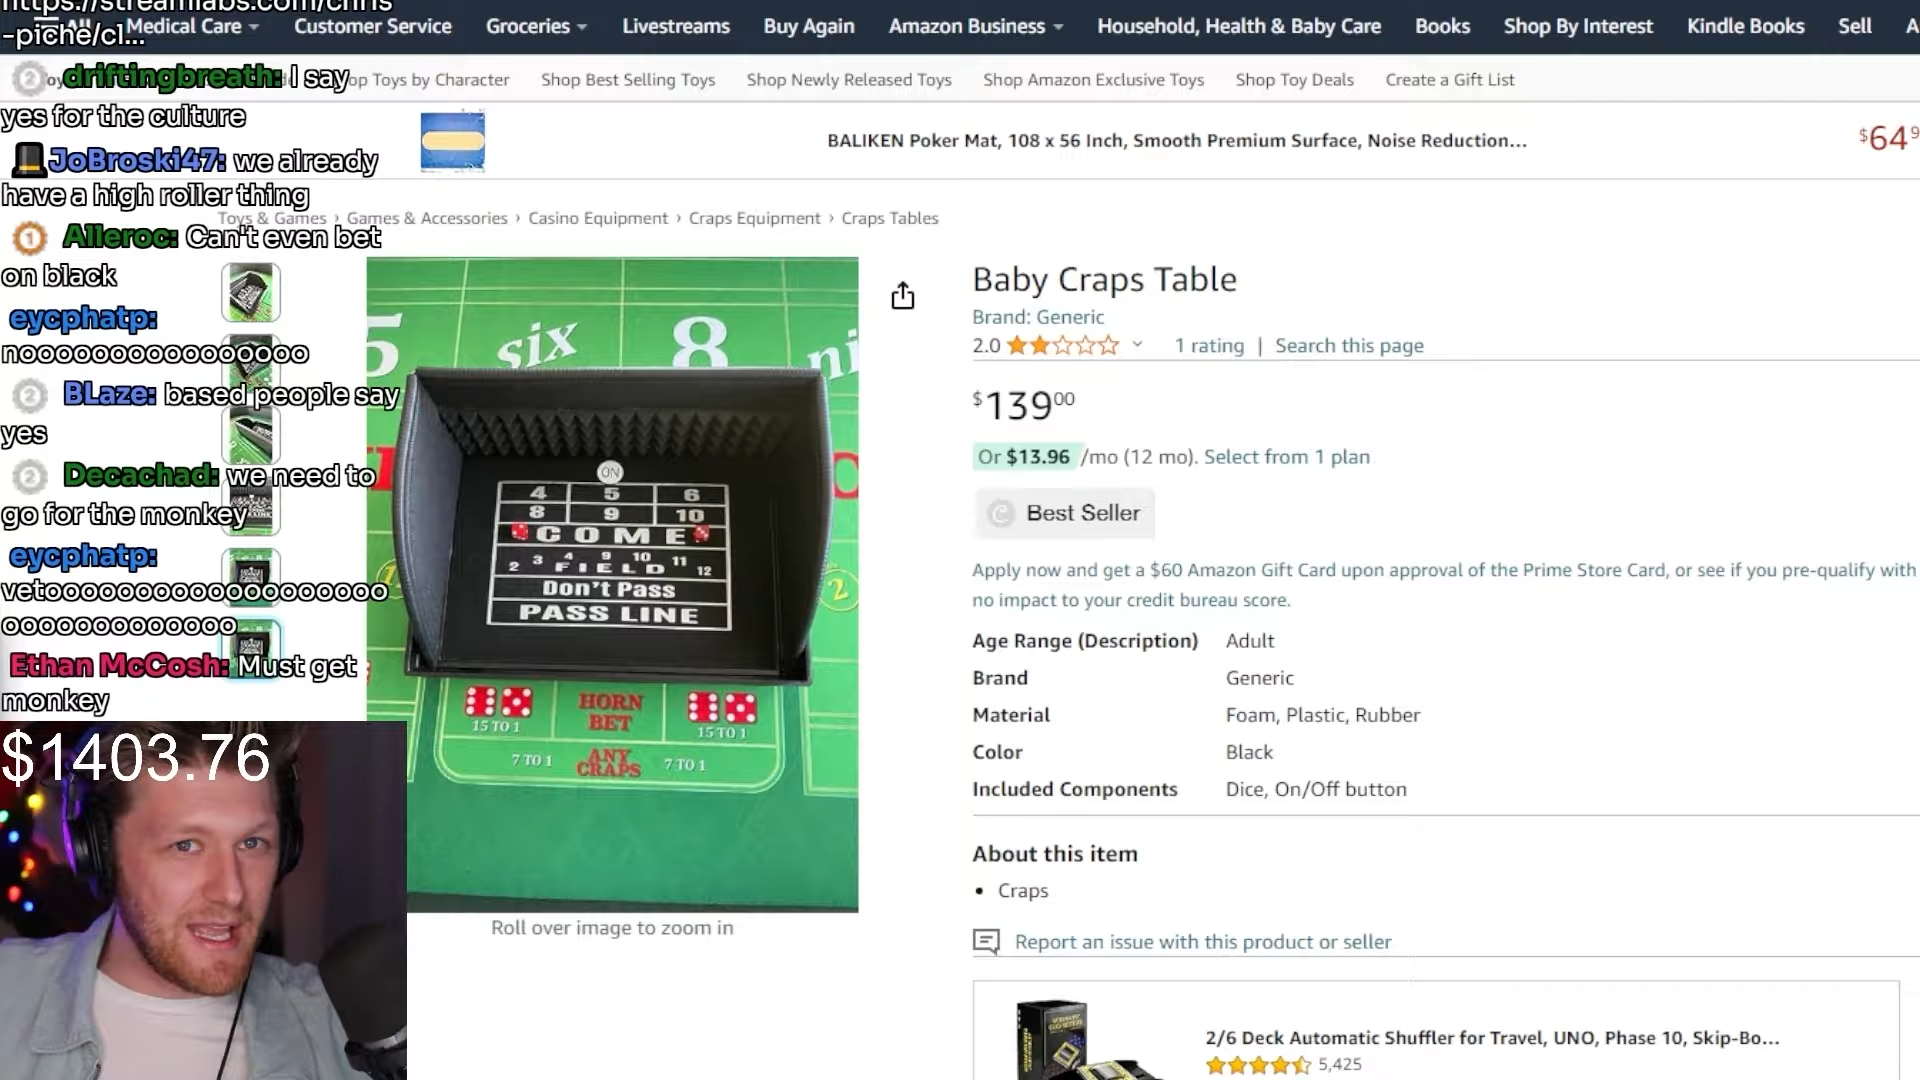 https://streamlabs.com/chris
-piche/cl...
All
Medical Care
Customer Service
Groceries
Livestreams
Buy Again
Amazon Business
Household, Health & Baby Care
Books
Shop By Interest
Kindle Books
Sell
Shop Toys by Character
Shop Best Selling Toys
Shop Newly Released Toys
Shop Amazon Exclusive Toys
Shop Toy Deals
Create a Gift List
driftingbreath: I say
yes for the culture
JoBroski47: we already
have a high roller thing
Alleroc: Can't even bet
on black
eycphatp:
noooooooooooooooo
BLaze: based people say
yes
Decachad: we need to
go for the monkey
eycphatp:
vetooooooooooooooooooo
ooooooooooooo
Ethan McCosh: Must get
monkey
$1403.76
BALIKEN Poker Mat, 108 x 56 Inch, Smooth Premium Surface, Noise Reduction...
$64
Toys & Games › Games & Accessories › Casino Equipment › Craps Equipment › Craps Tables
5 six 8
ON
4 5 6
8 9 10
COME
2 3 4 9 10 11 12
FIELD
Don't Pass
PASS LINE
2
15 TO 1
HORN
BET
15 TO 1
7 TO 1
ANY
CRAPS
7 TO 1
Roll over image to zoom in
Baby Craps Table
Brand: Generic
2.0
1 rating | Search this page
$139 00
Or $13.96 /mo (12 mo). Select from 1 plan
Best Seller
Apply now and get a $60 Amazon Gift Card upon approval of the Prime Store Card, or see if you pre-qualify with
no impact to your credit bureau score.
Age Range (Description) Adult
Brand Generic
Material Foam, Plastic, Rubber
Color Black
Included Components Dice, On/Off button
About this item
• Craps
Report an issue with this product or seller
2/6 Deck Automatic Shuffler for Travel, UNO, Phase 10, Skip-Bo...
5,425